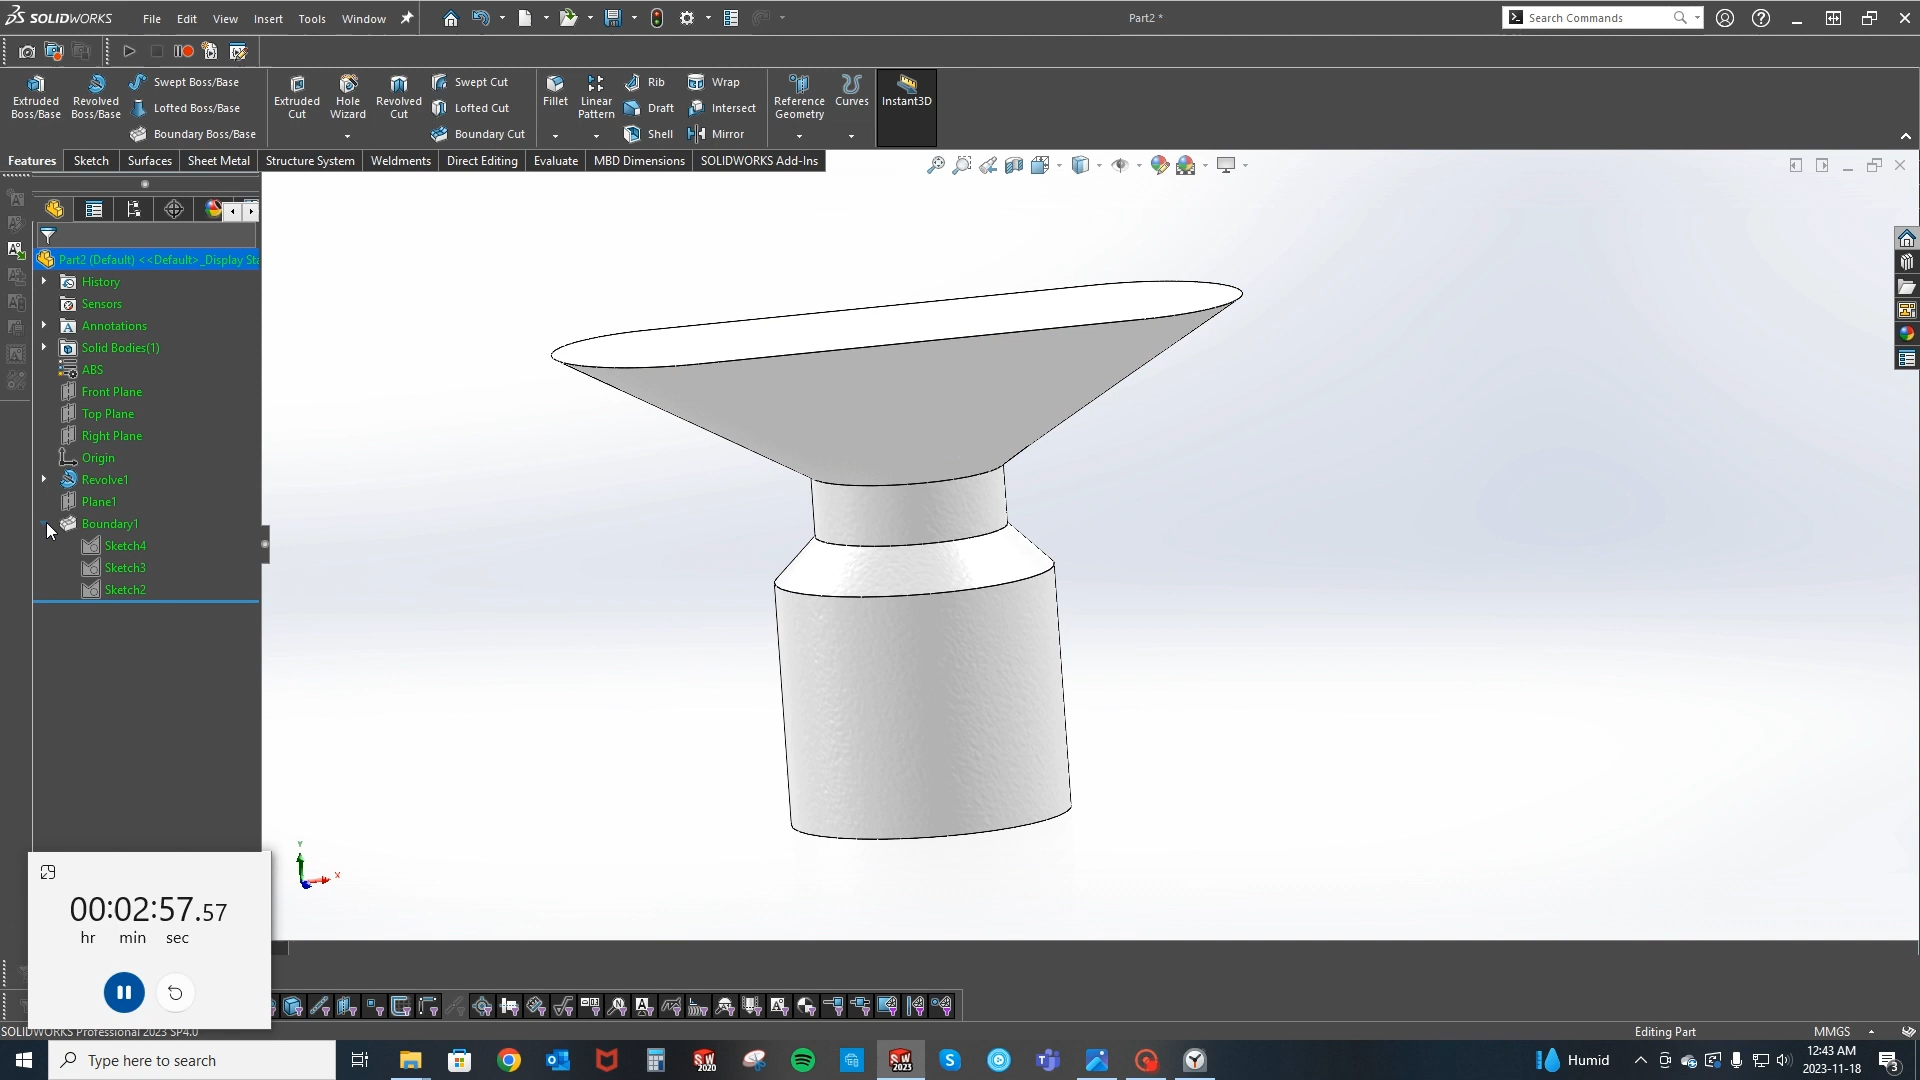 SOLIDWORKS File Edit View Insert Tools Window Part2 * Search Commands
Extruded Boss/Base
Revolved Boss/Base
Swept Boss/Base
Lofted Boss/Base
Boundary Boss/Base
Extruded Cut
Hole Wizard
Revolved Cut
Swept Cut
Lofted Cut
Boundary Cut
Fillet
Linear Pattern
Rib
Draft
Shell
Wrap
Intersect
Mirror
Reference Geometry
Curves
Instant3D
Features Sketch Surfaces Sheet Metal Structure System Weldments Direct Editing Evaluate MBD Dimensions SOLIDWORKS Add-Ins
Part2 (Default) <<Default>_Display Sta
History
Sensors
Annotations
Solid Bodies(1)
ABS
Front Plane
Top Plane
Right Plane
Origin
Revolve1
Plane1
Boundary1
Sketch4
Sketch3
Sketch2
Y
X
00:02:57.57
hr min sec
SOLIDWORKS Professional 2023 SP4.0 Editing Part MMGS
Type here to search
SW 2020
SW 2023
Humid
12:43 AM
2023-11-18
3